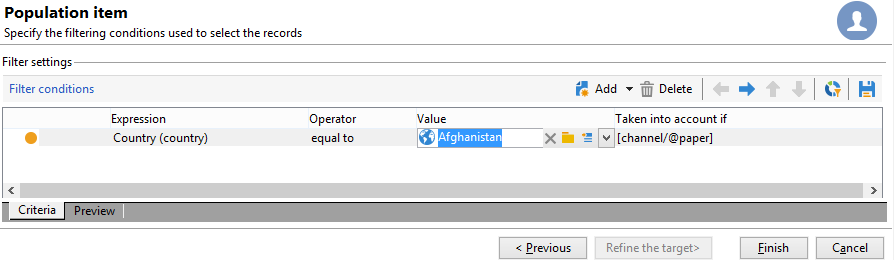 Population item
Specify the filtering conditions used to select the records
Filter settings
Filter conditions Add Delete
Expression Operator Value Taken into account if
Country (country) equal to Afghanistan [channel/@paper]
Criteria Preview
< Previous Refine the target> Finish Cancel